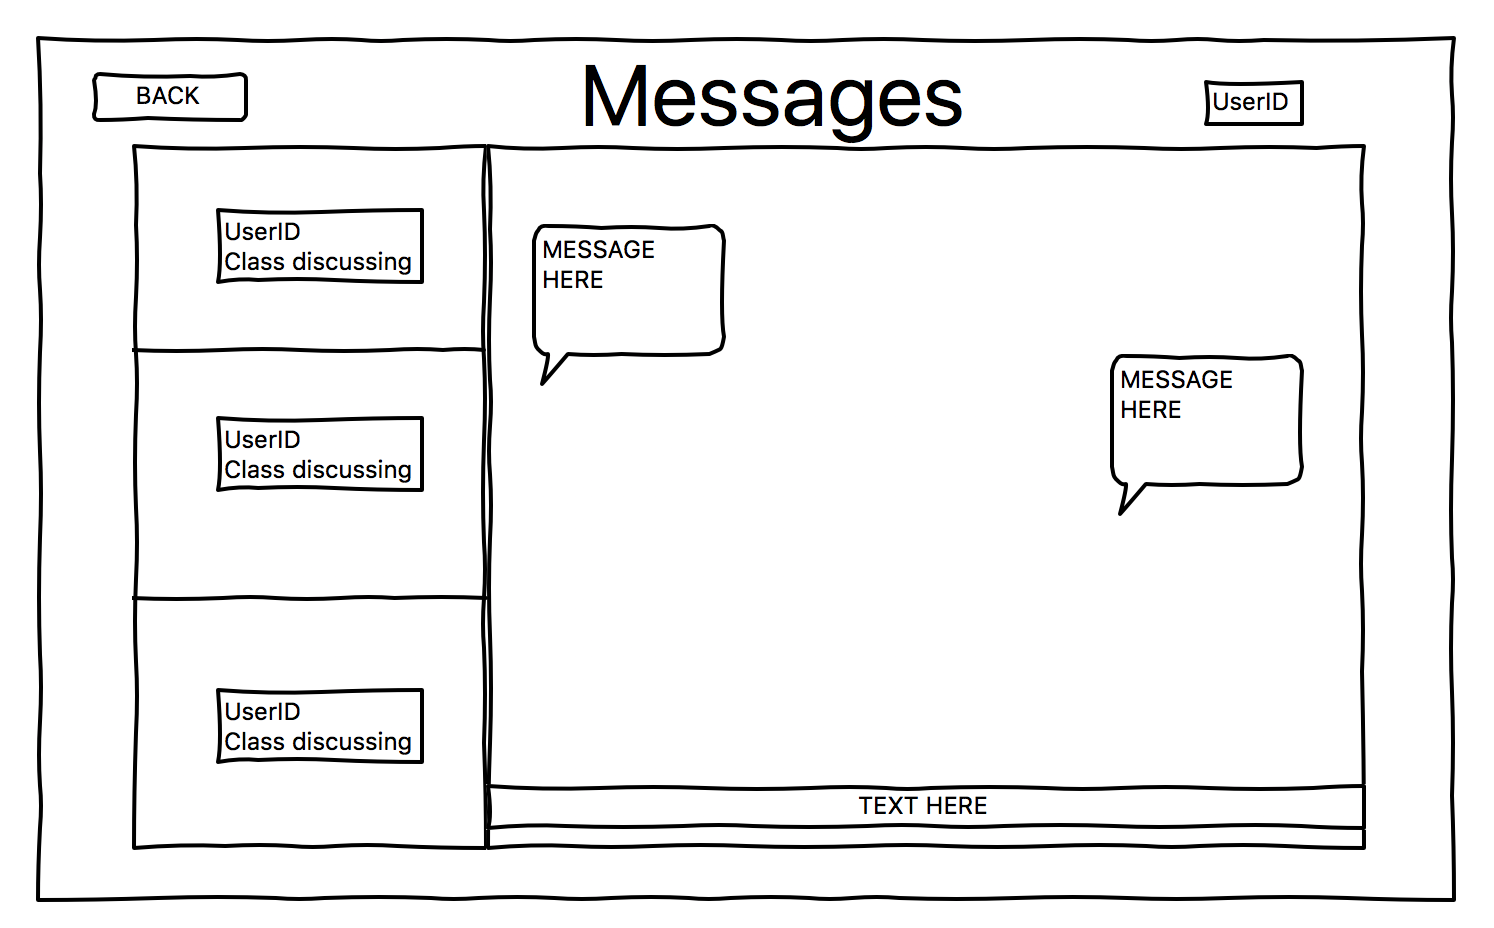 BACK
Messages
UserID
UserID
Class discussing
UserID
Class discussing
UserID
Class discussing
MESSAGE
HERE
MESSAGE
HERE
TEXT HERE